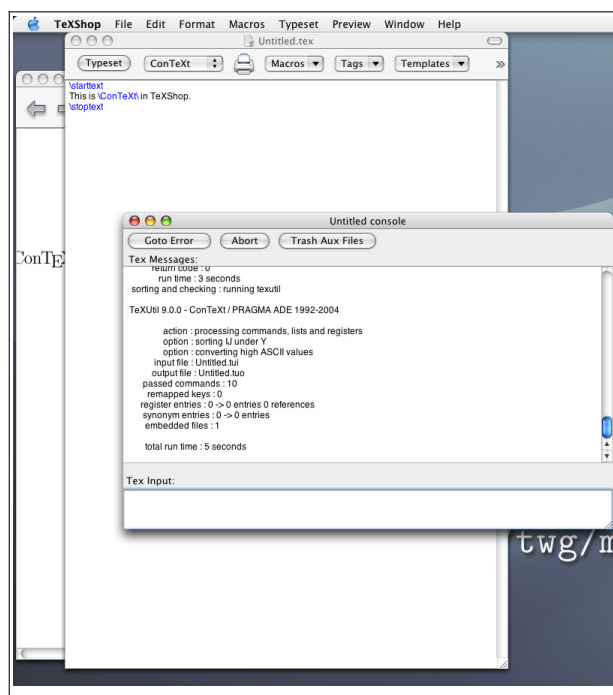 TeXShop File Edit Format Macros Typeset Preview Window Help
Untitled.tex
Typeset ConTeXt Macros Tags Templates »
\starttext
This is \ConTeXt\ in TeXShop.
\stoptext
ConTEX
Untitled console
Goto Error Abort Trash Aux Files
Tex Messages:
return code : 0
run time : 3 seconds
sorting and checking : running texutil
TeXUtil 9.0.0 - ConTeXt / PRAGMA ADE 1992-2004
action : processing commands, lists and registers
option : sorting IJ under Y
option : converting high ASCII values
input file : Untitled.tui
output file : Untitled.tuo
passed commands : 10
remapped keys : 0
register entries : 0 -> 0 entries 0 references
synonym entries : 0 -> 0 entries
embedded files : 1
total run time : 5 seconds
Tex Input:
twg/m